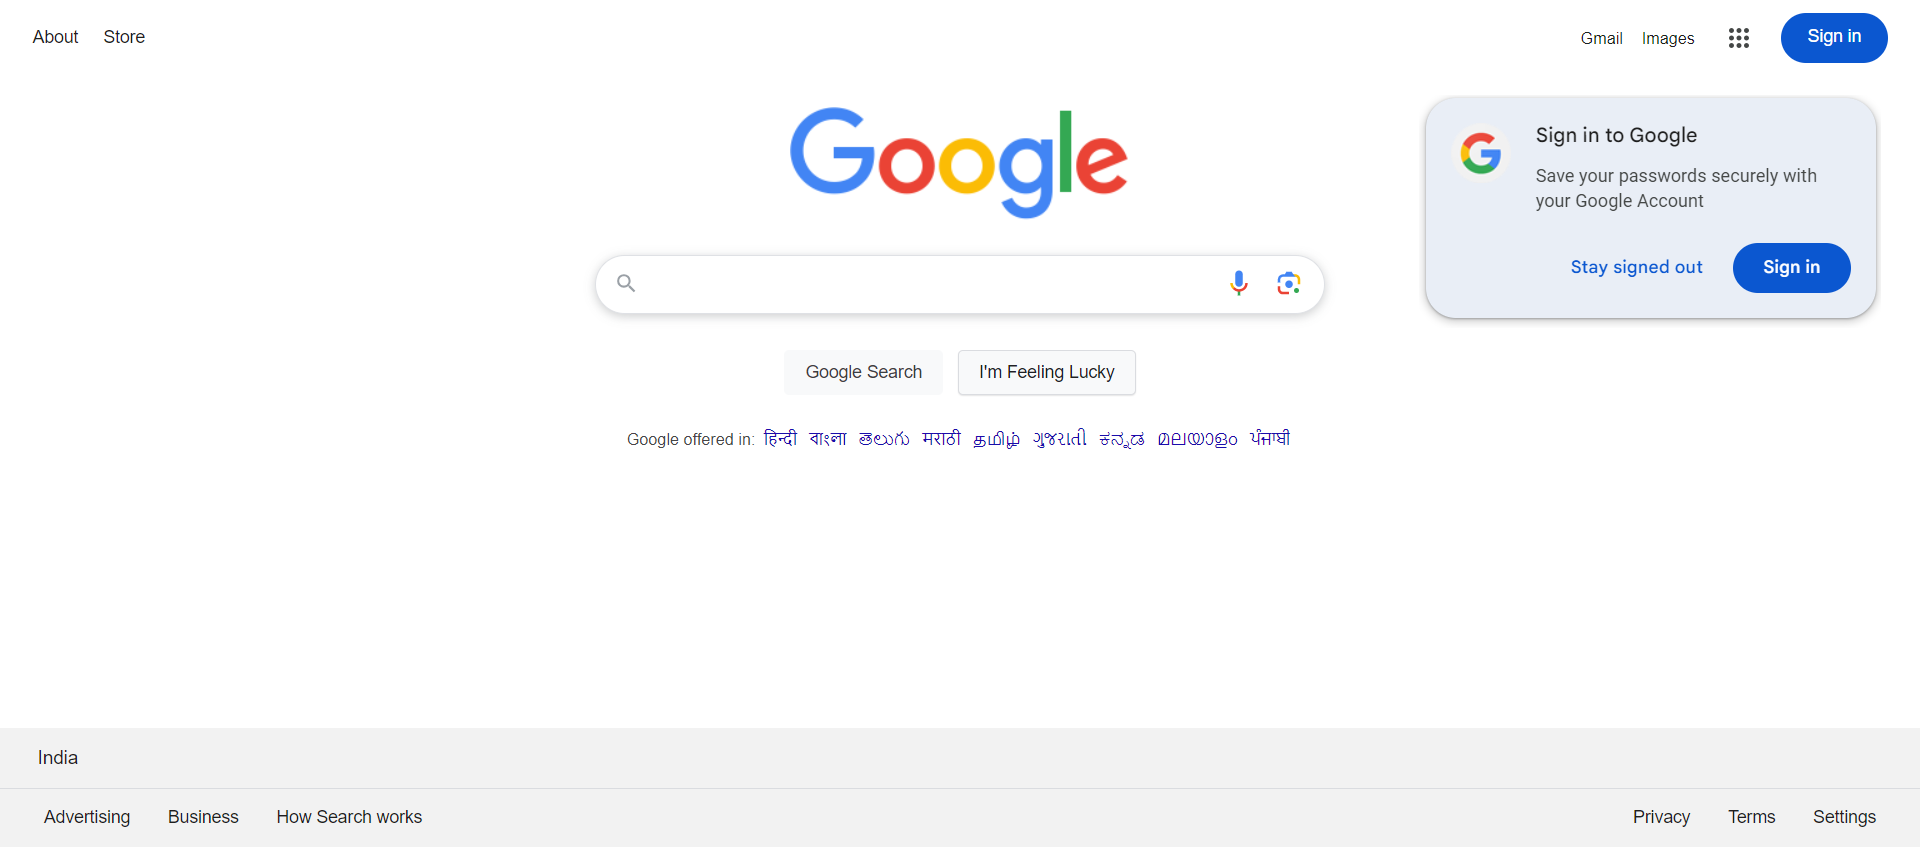 About Store
Gmail Images Sign in
Google
Sign in to Google
Save your passwords securely with
your Google Account
Stay signed out Sign in
Google Search I'm Feeling Lucky
Google offered in: हिन्दी বাংলা తెలుగు मराठी தமிழ் ગુજરાતી ಕನ್ನಡ മലയാളം ਪੰਜਾਬੀ
India
Advertising Business How Search works
Privacy Terms Settings